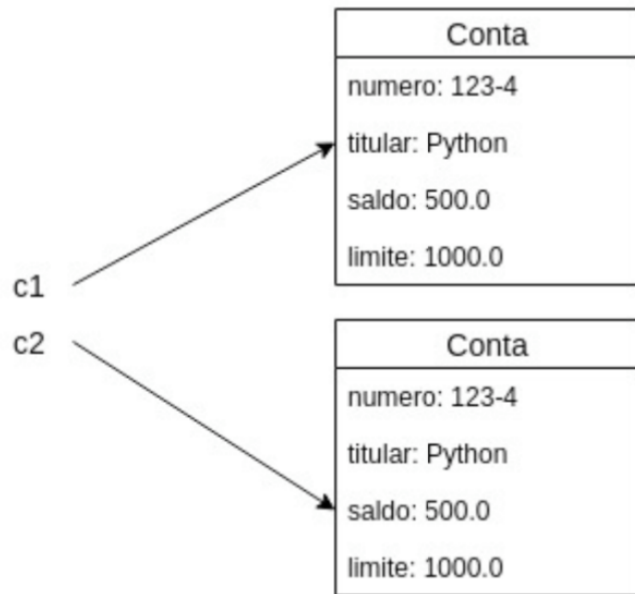 Conta
numero: 123-4
titular: Python
saldo: 500.0
limite: 1000.0
c1
c2
Conta
numero: 123-4
titular: Python
saldo: 500.0
limite: 1000.0